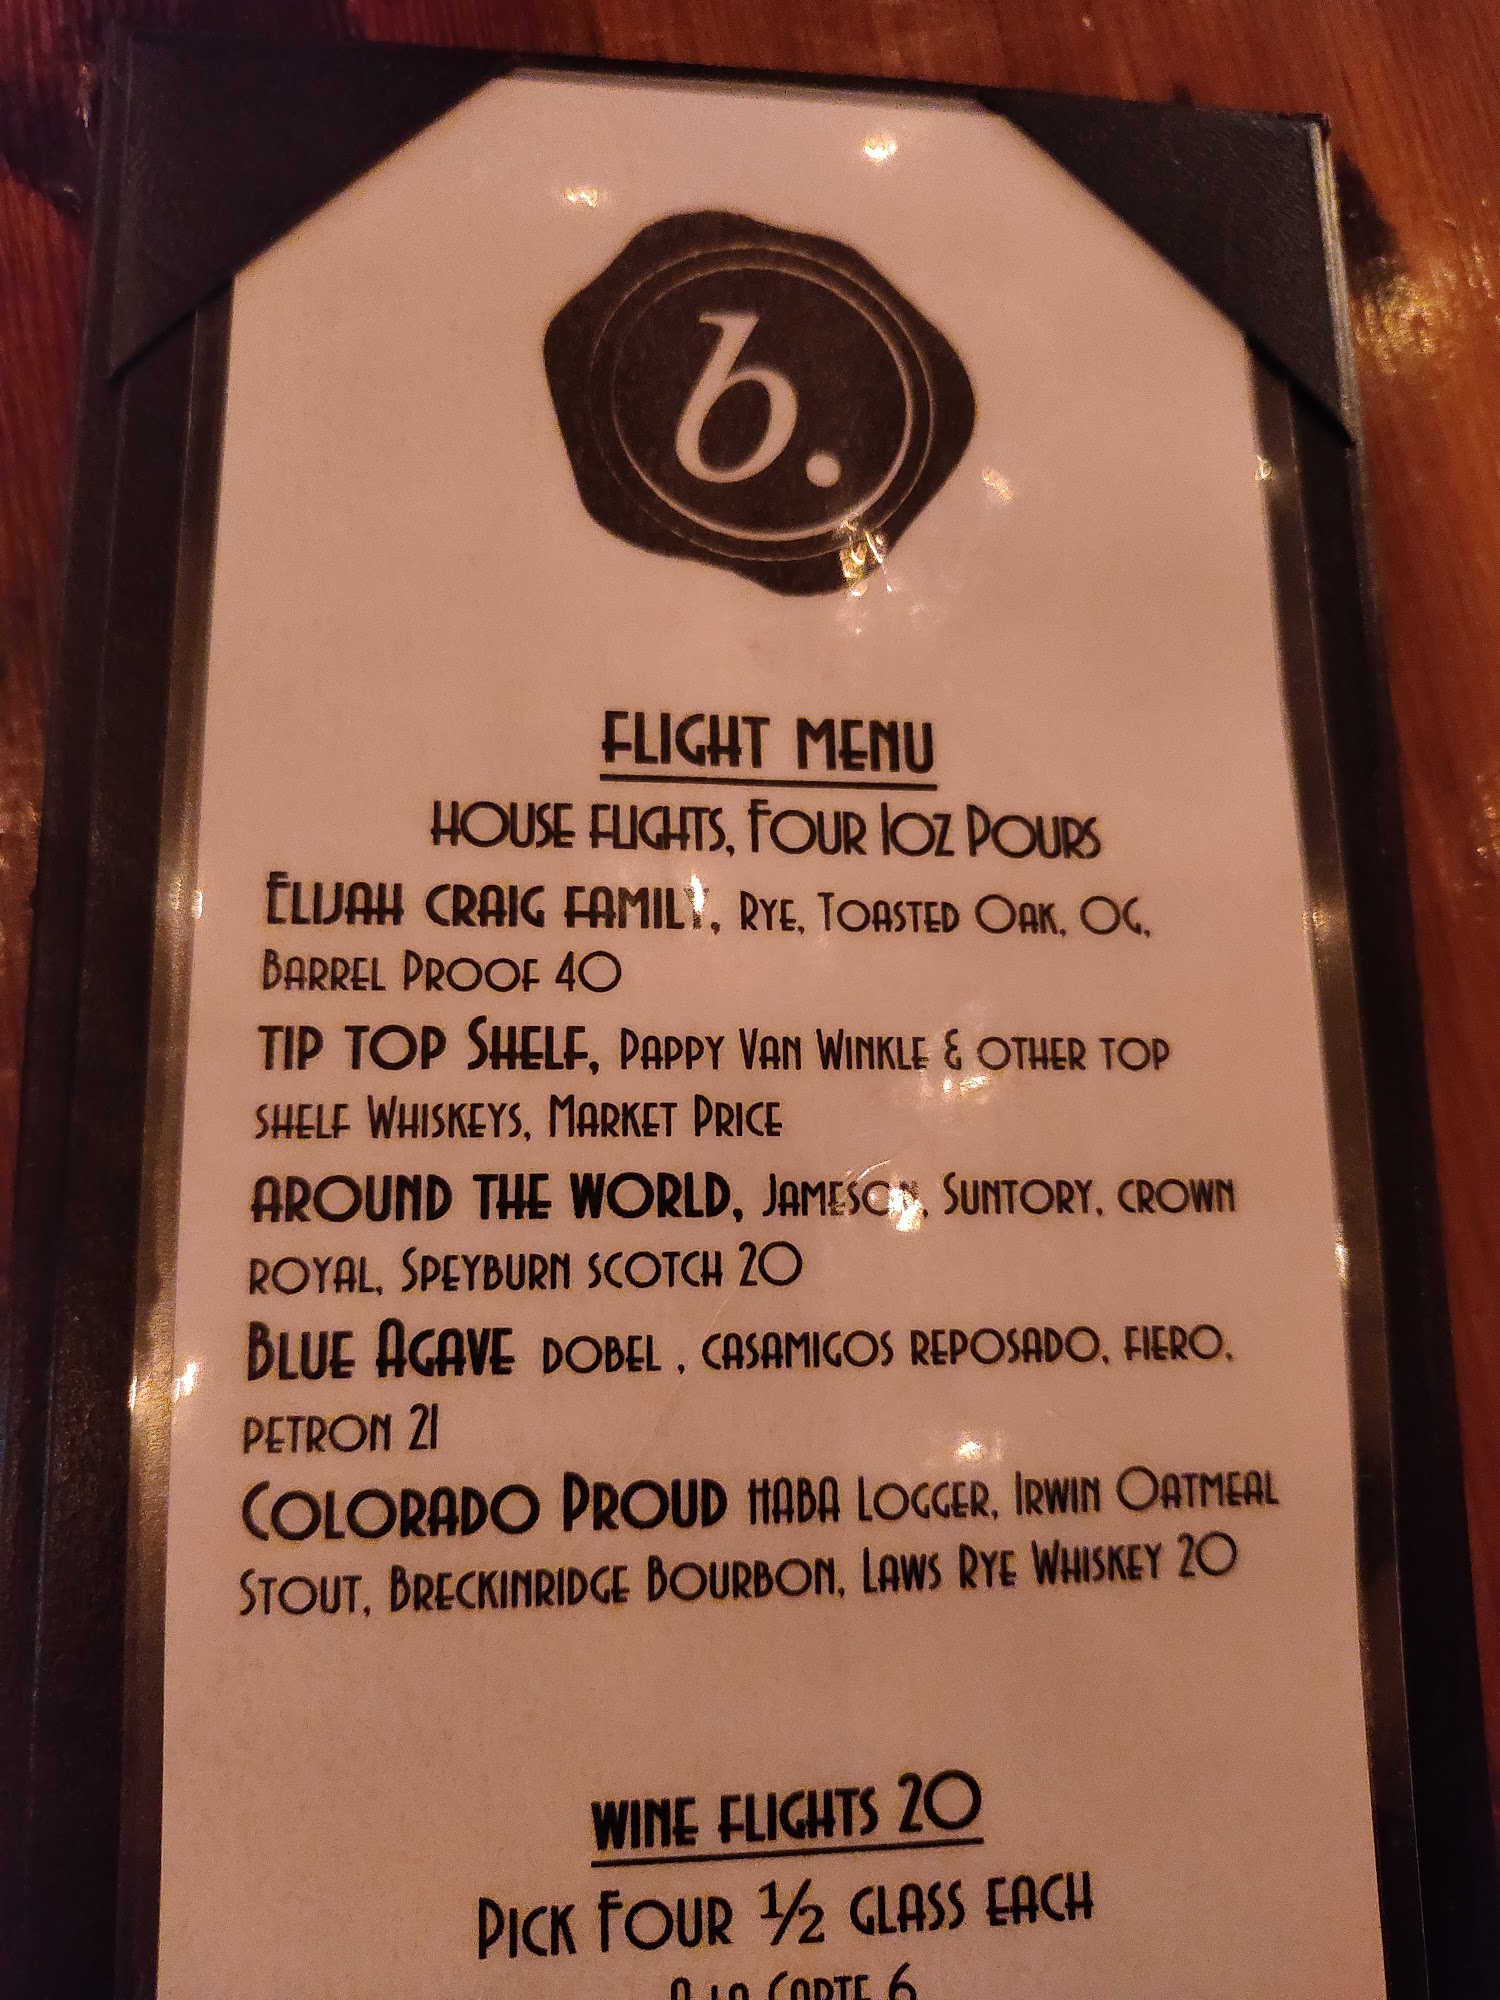 b.
FLIGHT MENU
HOUSE FLIGHTS, FOUR 1OZ POURS
ELIJAH CRAIG FAMILY, RYE, TOASTED OAK, OG,
BARREL PROOF 40
TIP TOP SHELF, PAPPY VAN WINKLE & OTHER TOP
SHELF WHISKEYS, MARKET PRICE
AROUND THE WORLD, JAMESON, SUNTORY, CROWN
ROYAL, SPEYBURN SCOTCH 20
BLUE AGAVE DOBEL , CASAMIGOS REPOSADO, FIERO,
PETRON 21
COLORADO PROUD HABA LOGGER, IRWIN OATMEAL
STOUT, BRECKINRIDGE BOURBON, LAWS RYE WHISKEY 20
WINE FLIGHTS 20
PICK FOUR ½ GLASS EACH
A LA CARTE 6